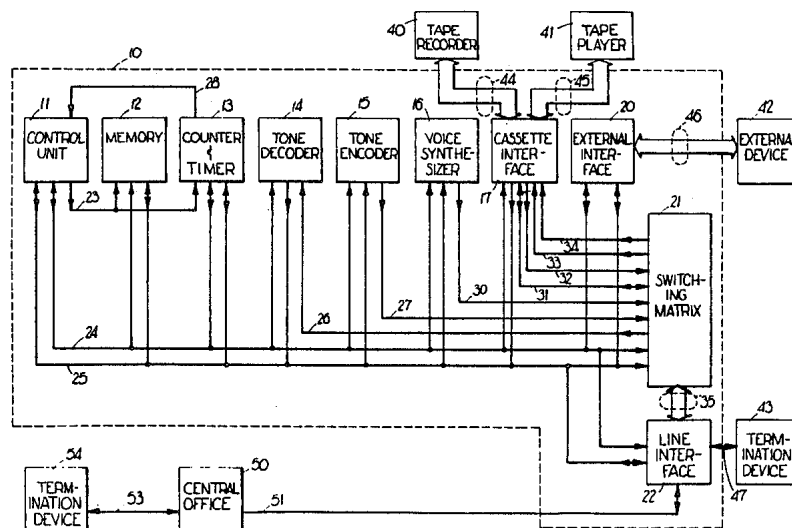 40
TAPE
RECORDER
41
TAPE
PLAYER
10
28
44
45
11
CONTROL
UNIT
12
MEMORY
13
COUNTER
&
TIMER
14
TONE
DECODER
15
TONE
ENCODER
16
VOICE
SYNTHE-
SIZER
CASSETTE
INTER-
FACE
17
20
EXTERNAL
INTER-
FACE
46
42
EXTERNAL
DEVICE
23
21
SWITCH-
ING
MATRIX
34
33
32
31
30
27
26
24
25
35
43
TERM-
INATION
DEVICE
LINE
INTER-
FACE
22
47
54
TERM-
INATION
DEVICE
53
50
CENTRAL
OFFICE
51